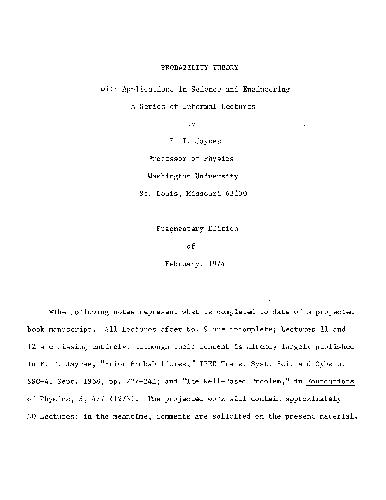 PROBABILITY THEORY
with Applications in Science and Engineering
A Series of Informal Lectures
by
E. T. Jaynes
Professor of Physics
Washington University
St. Louis, Missouri 63130
Fragmentary Edition
of
February, 1974
The following notes represent what is completed to date of a projected
book manuscript. All Lectures after No. 9 are incomplete; Lectures 11 and
12 are missing entirely, although their content is already largely published
in E. T. Jaynes, "Prior Probabilities," IEEE Trans. Syst. Sci. and Cybern.
SSC-4, Sept. 1968, pp. 227-241; and "The Well-Posed Problem," in Foundations
of Physics, 3, 477 (1973). The projected work will contain approximately
30 Lectures; in the meantime, comments are solicited on the present material.